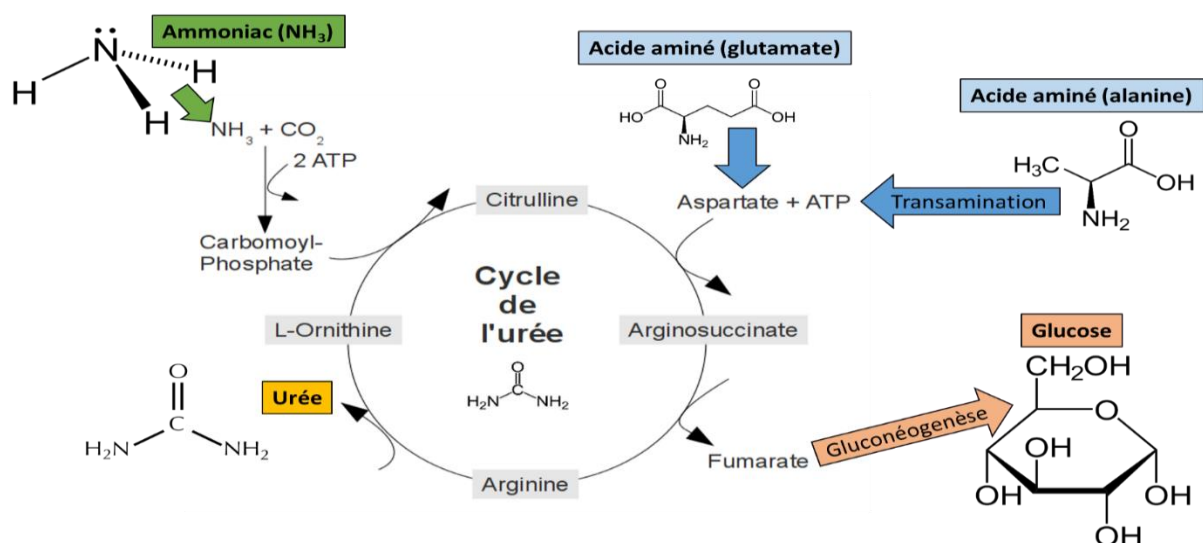 Ammoniac (NH₃)
N
H
H
H
NH₃ + CO₂
2 ATP
Carbomoyl-
Phosphate
Acide aminé (glutamate)
O
O
HO
OH
NH₂
Acide aminé (alanine)
O
H₃C
OH
NH₂
Aspartate + ATP
Transamination
Citrulline
Cycle
de
l'urée
O
H₂N
NH₂
L-Ornithine
Arginosuccinate
Urée
O
C
H₂N
NH₂
Arginine
Fumarate
Gluconéogenèse
Glucose
CH₂OH
O
OH
OH
OH
OH